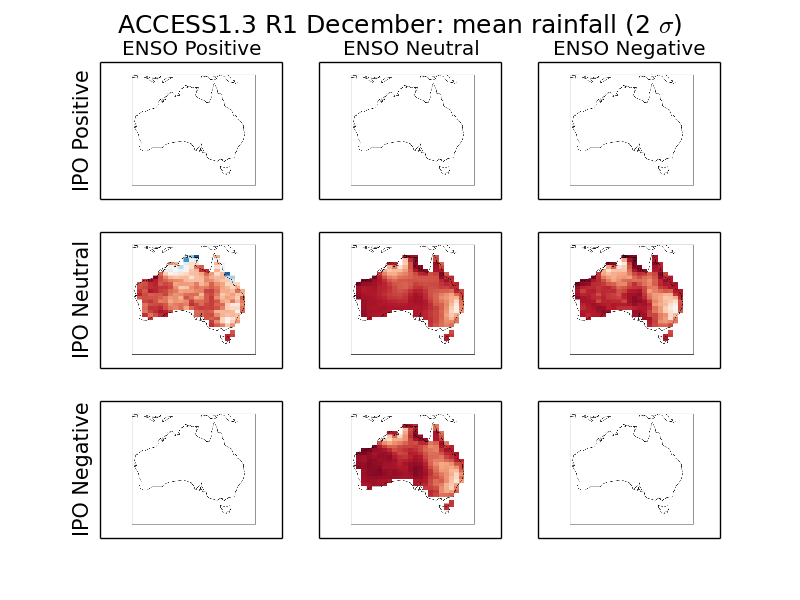 ACCESS1.3 R1 December: mean rainfall (2 σ)
ENSO Positive ENSO Neutral ENSO Negative
IPO Positive
IPO Neutral
IPO Negative